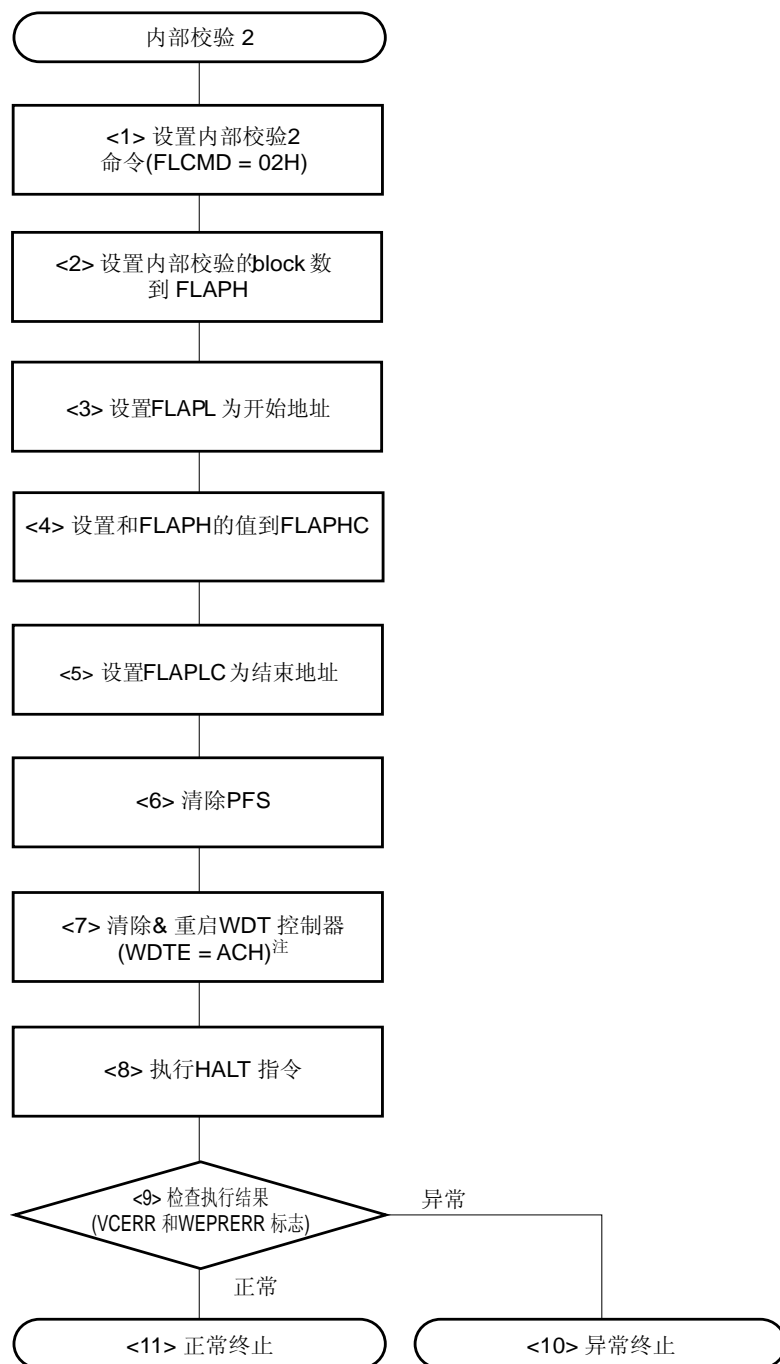 内部校验 2
<1> 设置内部校验2
命令(FLCMD = 02H)
<2> 设置内部校验的block 数
到 FLAPH
<3> 设置FLAPL 为开始地址
<4> 设置和FLAPH的值到FLAPHC
<5> 设置FLAPLC为结束地址
<6> 清除PFS
<7> 清除& 重启WDT 控制器
(WDTE = ACH)注
<8> 执行HALT 指令
<9> 检查执行结果
(VCERR 和WEPRERR 标志)
异常
正常
<11> 正常终止
<10> 异常终止